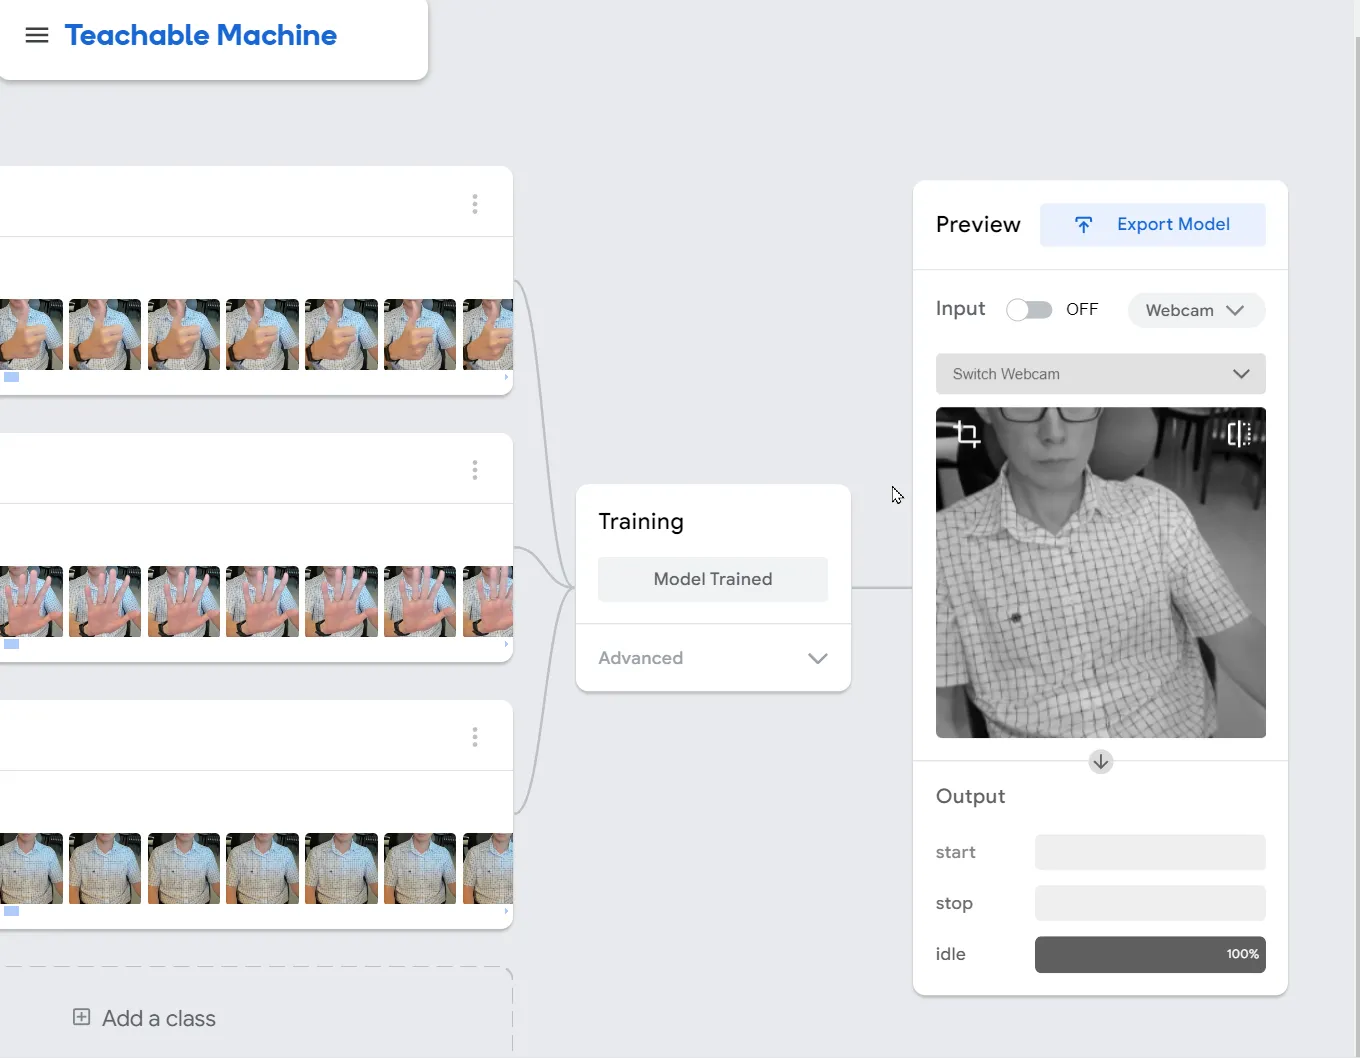 Teachable Machine
Preview
Export Model
Input
OFF
Webcam
Switch Webcam
Training
Model Trained
Advanced
Output
start
stop
idle
100%
Add a class